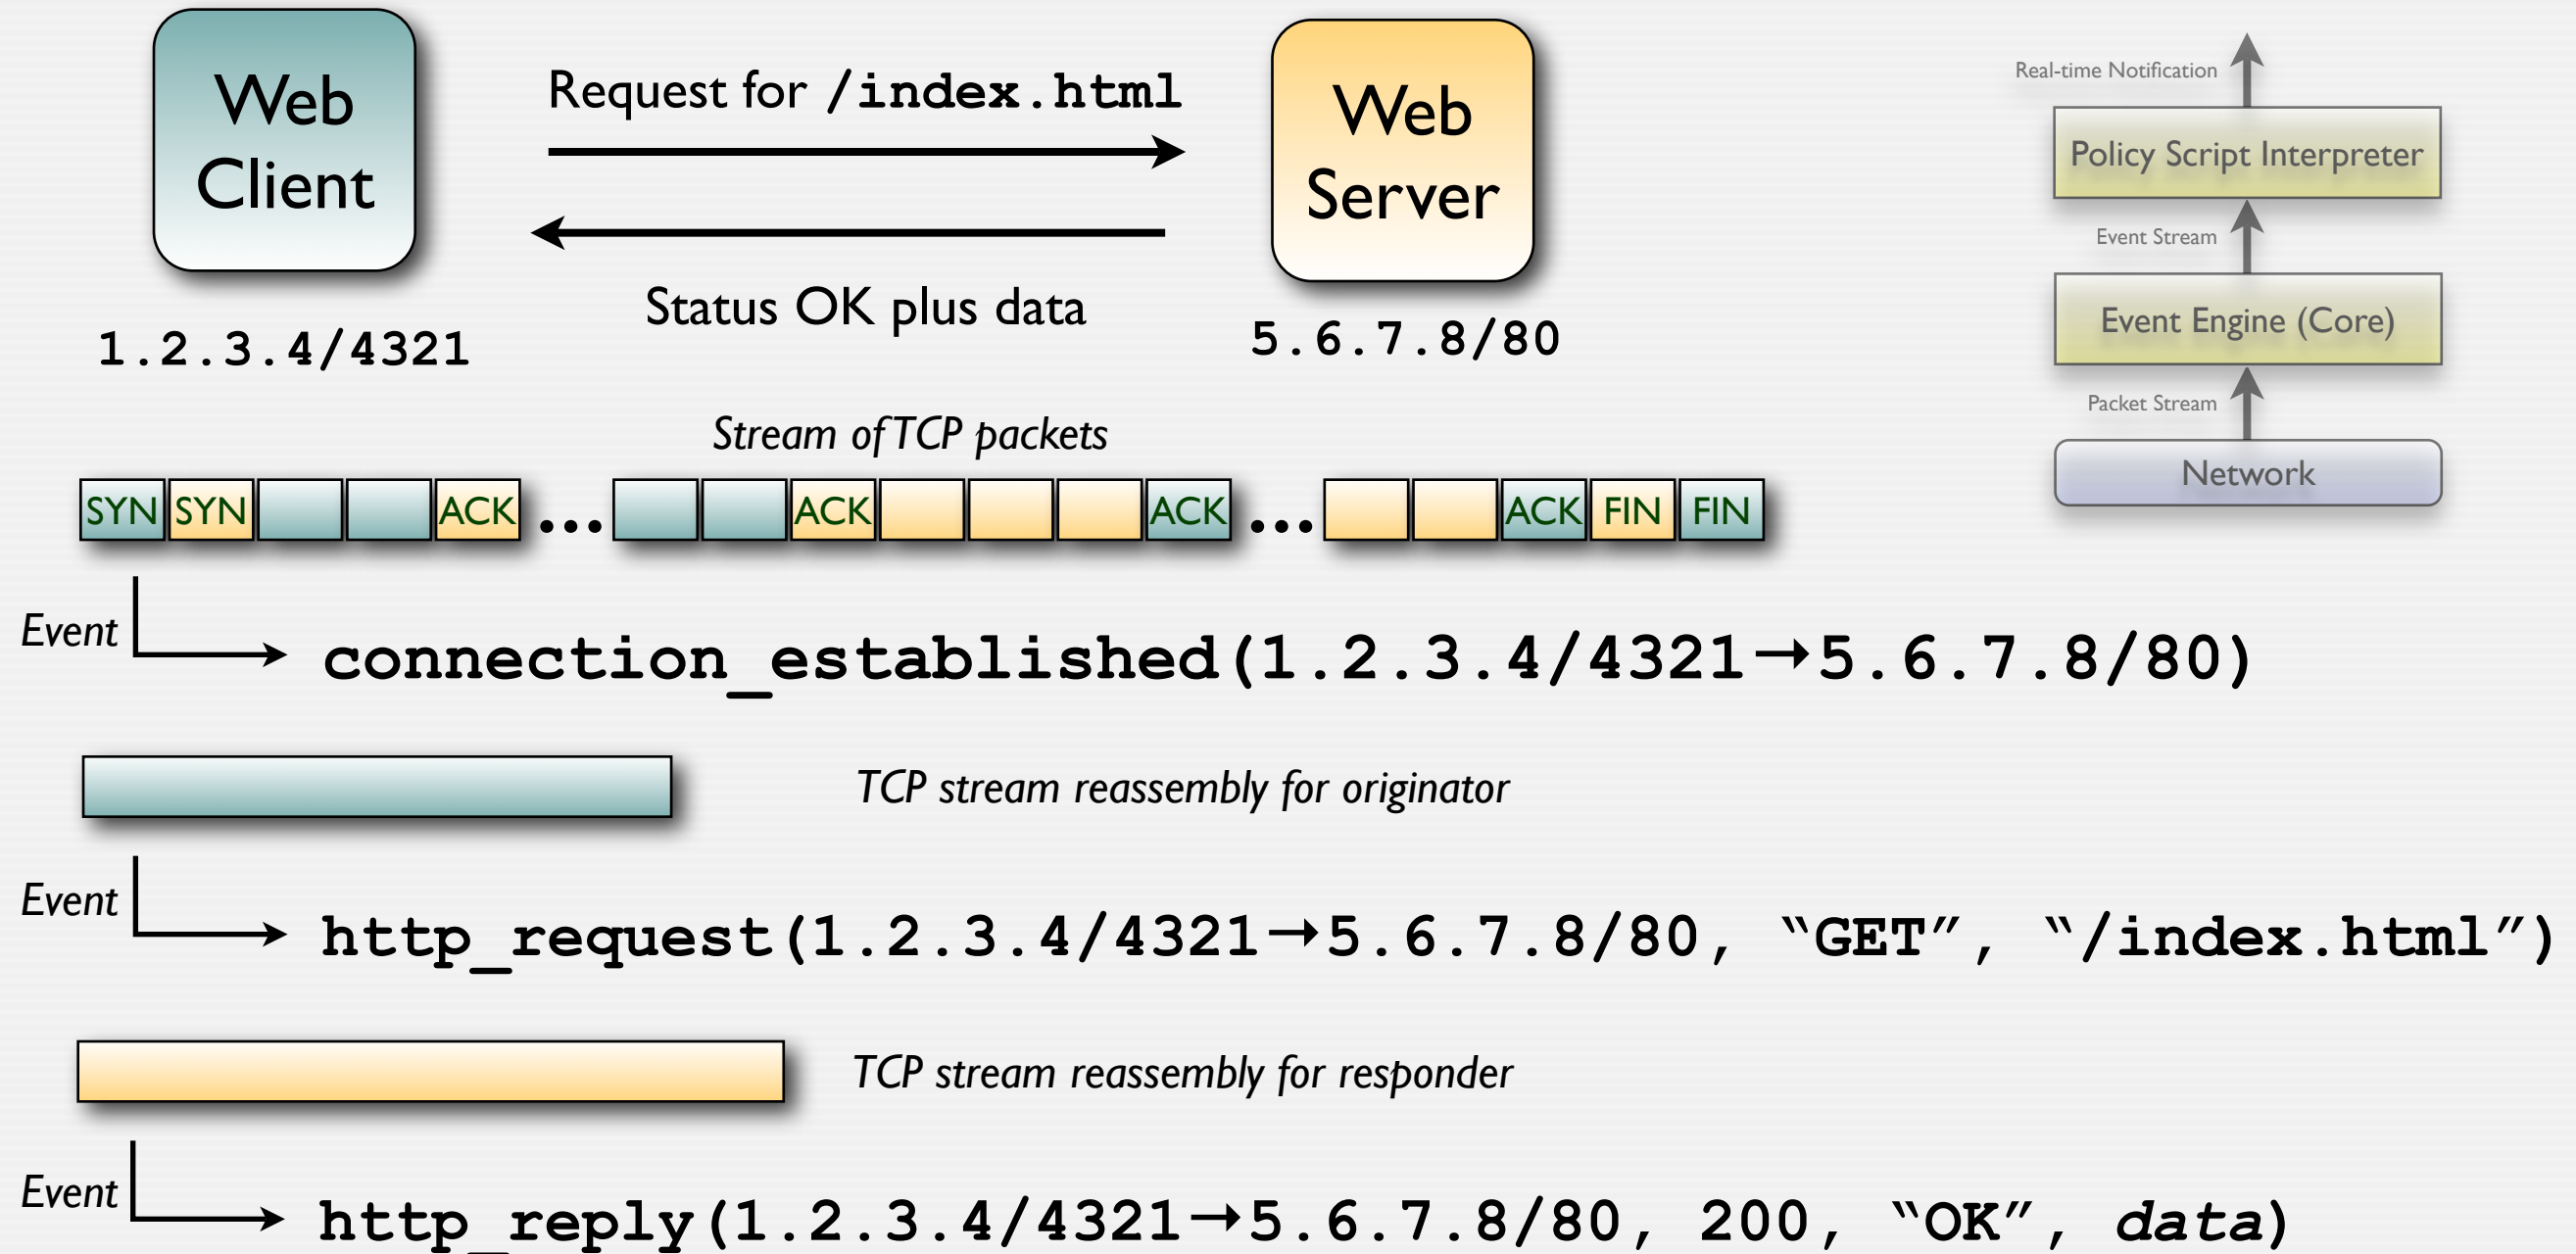 Web
Client
Request for /index.html
Web
Server
Status OK plus data
1.2.3.4/4321
5.6.7.8/80
Real-time Notification
Policy Script Interpreter
Event Stream
Event Engine (Core)
Packet Stream
Network
Stream of TCP packets
SYN SYN ACK ... ACK ACK ... ACK FIN FIN
Event
connection_established(1.2.3.4/4321→5.6.7.8/80)
TCP stream reassembly for originator
Event
http_request(1.2.3.4/4321→5.6.7.8/80, “GET”, “/index.html”)
TCP stream reassembly for responder
Event
http_reply(1.2.3.4/4321→5.6.7.8/80, 200, “OK”, data)